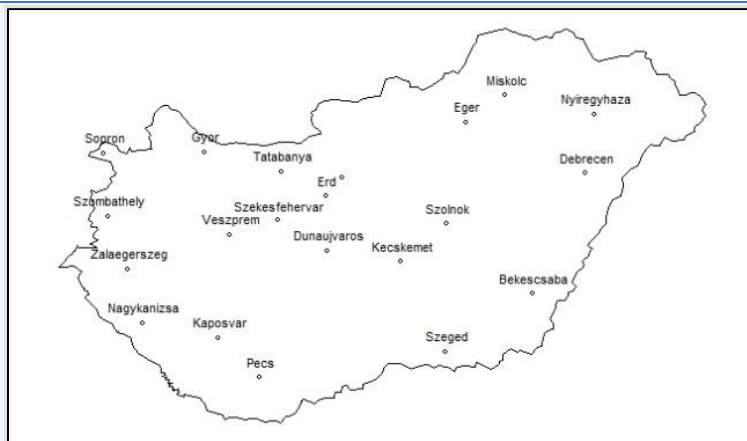 Miskolc
Nyiregyhaza
Eger
Sopron
Gyor
Tatabanya
Debrecen
Erd
Szombathely
Szekesfehervar
Veszprem
Szolnok
Dunaujvaros
Kecskemet
Zalaegerszeg
Bekescsaba
Nagykanizsa
Kaposvar
Szeged
Pecs